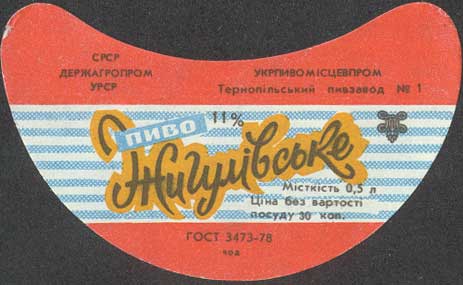 СРСР
ДЕРЖАГРОПРОМ
УРСР
УКРПИВОМІСЦЕВПРОМ
Тернопільський пивзавод № 1
ПИВО
11%
Жигулівське
Місткість 0,5 л
Ціна без вартості
посуду 30 коп.
ГОСТ 3473-78